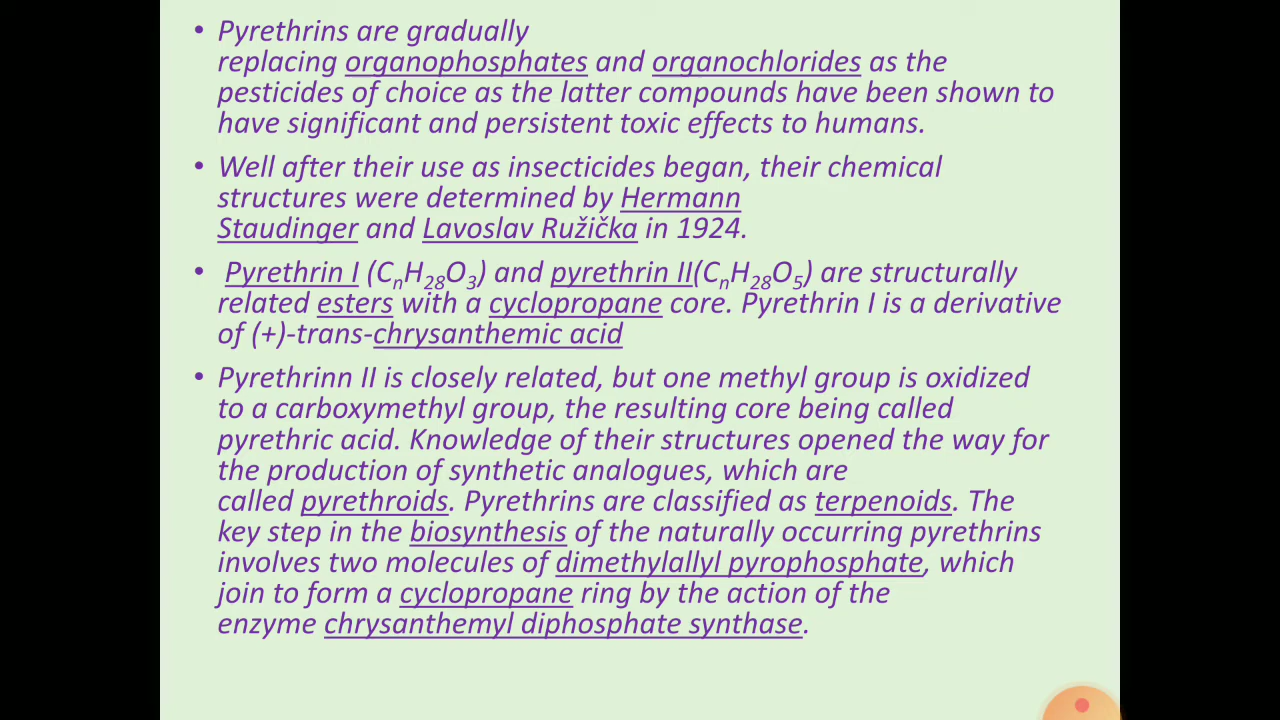 • Pyrethrins are gradually
replacing organophosphates and organochlorides as the
pesticides of choice as the latter compounds have been shown to
have significant and persistent toxic effects to humans.
• Well after their use as insecticides began, their chemical
structures were determined by Hermann
Staudinger and Lavoslav Ružička in 1924.
• Pyrethrin I (CnH28O3) and pyrethrin II(CnH28O5) are structurally
related esters with a cyclopropane core. Pyrethrin I is a derivative
of (+)-trans-chrysanthemic acid
• Pyrethrinn II is closely related, but one methyl group is oxidized
to a carboxymethyl group, the resulting core being called
pyrethric acid. Knowledge of their structures opened the way for
the production of synthetic analogues, which are
called pyrethroids. Pyrethrins are classified as terpenoids. The
key step in the biosynthesis of the naturally occurring pyrethrins
involves two molecules of dimethylallyl pyrophosphate, which
join to form a cyclopropane ring by the action of the
enzyme chrysanthemyl diphosphate synthase.